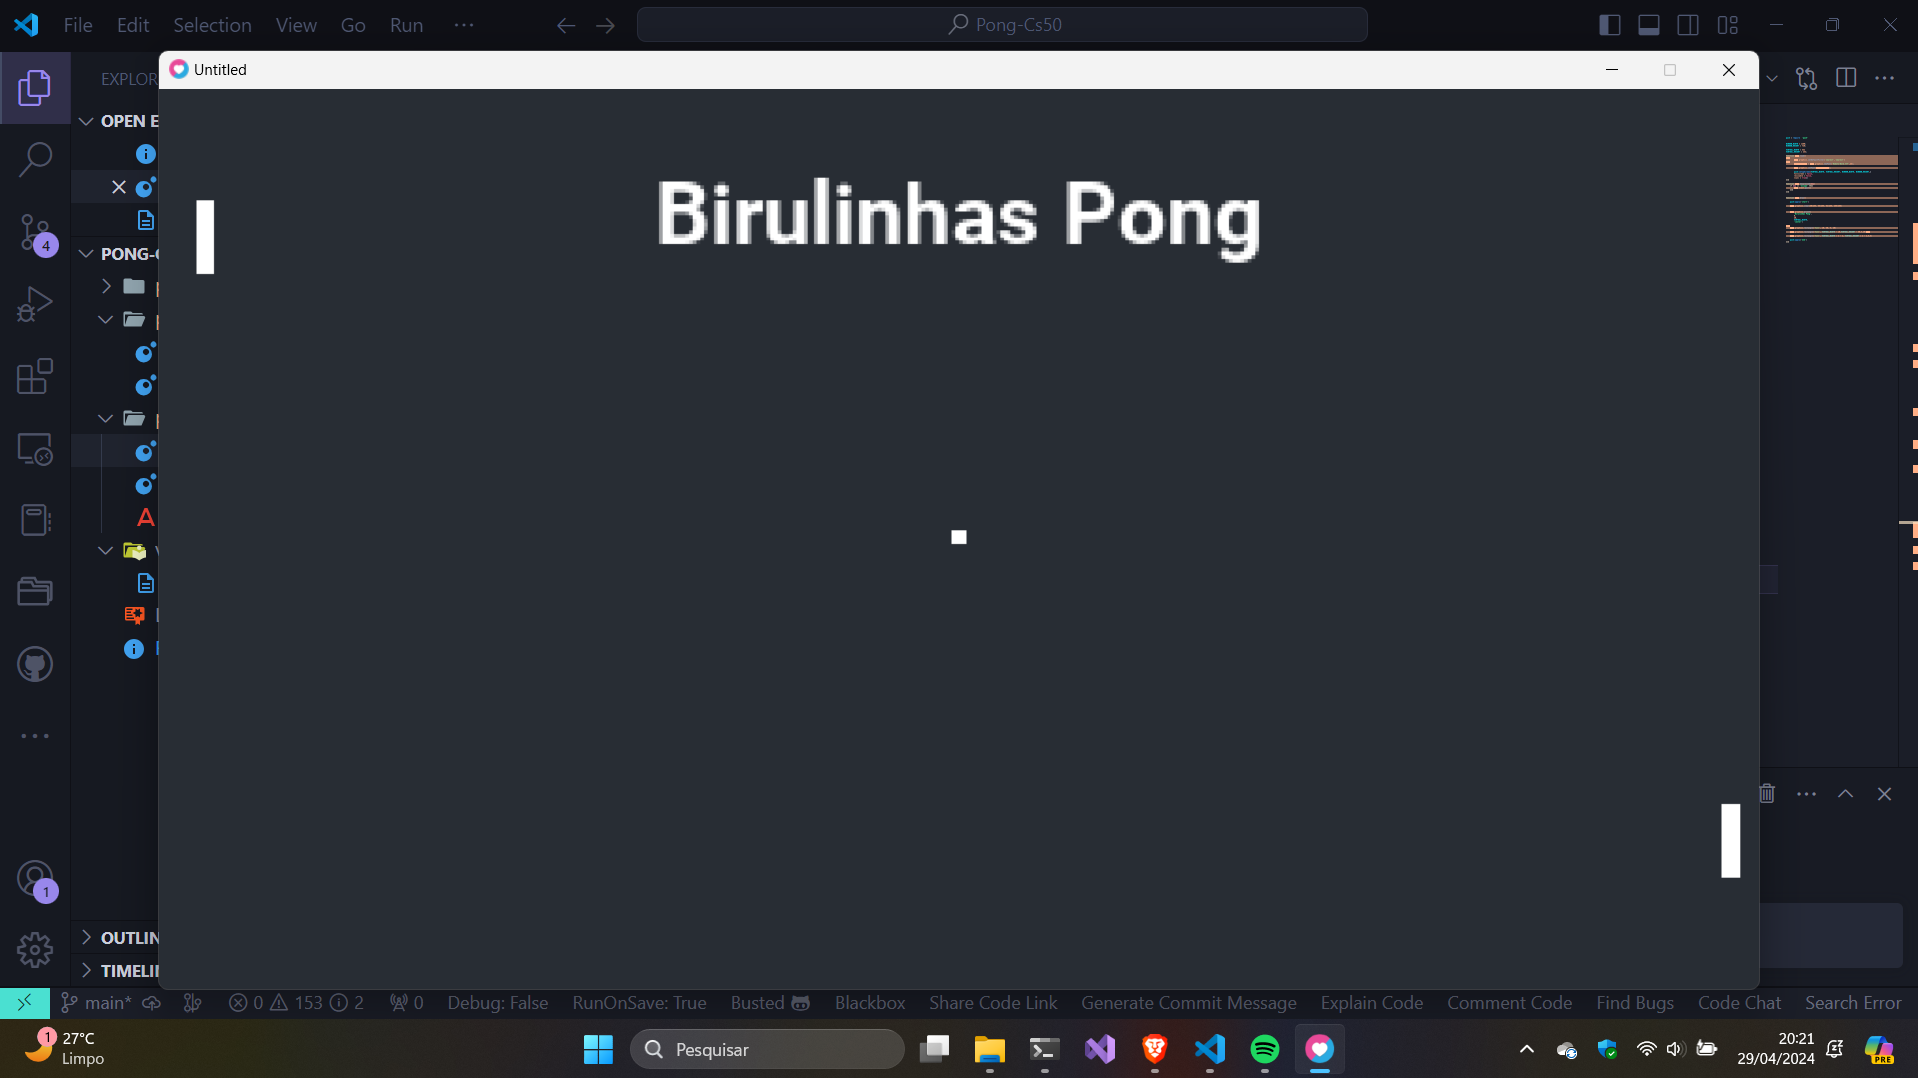 File Edit Selection View Go Run ···
Pong-Cs50
EXPLOR
Untitled
OPEN E
PONG-
Birulinhas Pong
4
1
OUTLIN
TIMELI
main* 0 153 2 0 Debug: False RunOnSave: True Busted Blackbox Share Code Link Generate Commit Message Explain Code Comment Code Find Bugs Code Chat Search Error
1
27°C
Limpo
Pesquisar
20:21
29/04/2024
PRE